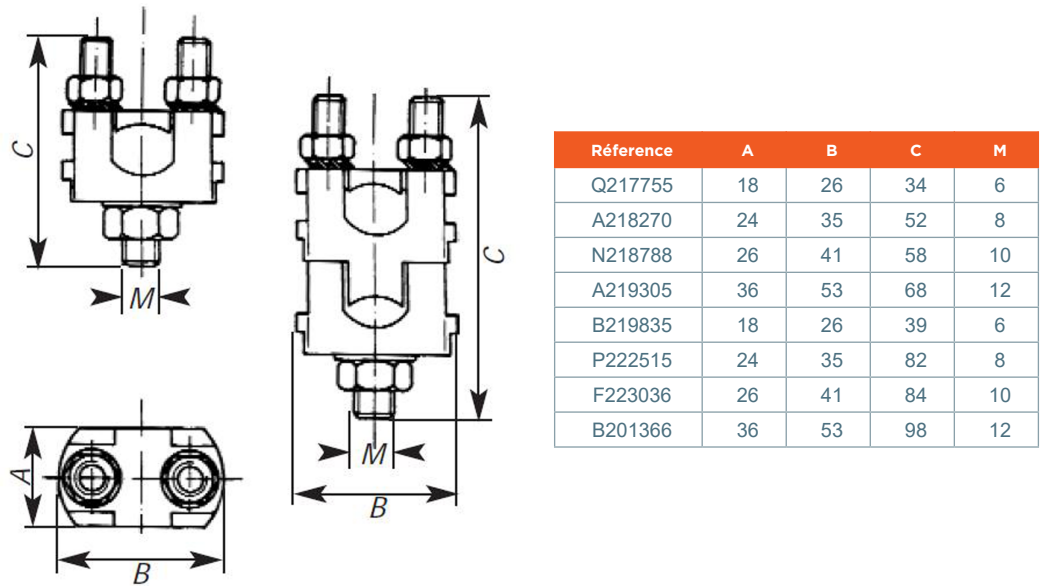 C
M
A
B
C
M
B
Réference A B C M
Q217755 18 26 34 6
A218270 24 35 52 8
N218788 26 41 58 10
A219305 36 53 68 12
B219835 18 26 39 6
P222515 24 35 82 8
F223036 26 41 84 10
B201366 36 53 98 12